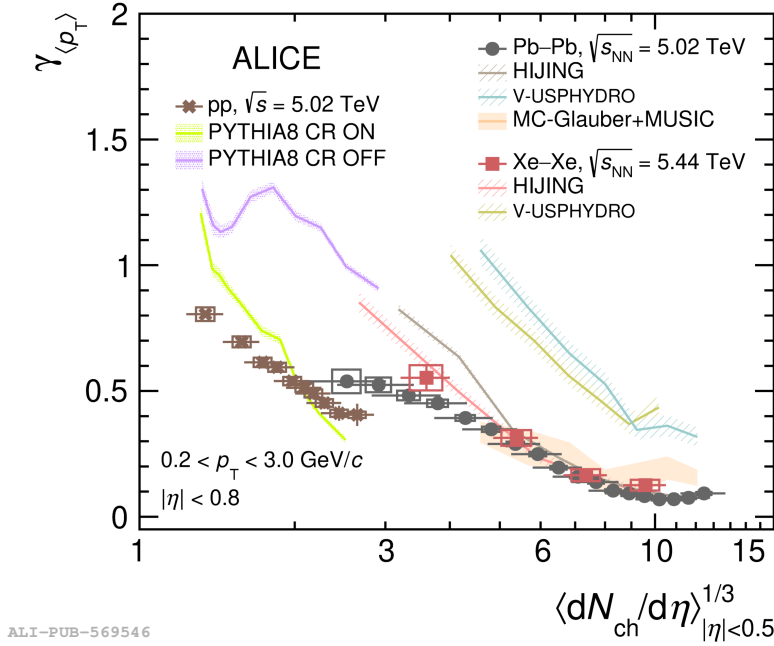 γ⟨pT⟩
2
1.5
1
0.5
0
ALICE
pp, √s = 5.02 TeV
PYTHIA8 CR ON
PYTHIA8 CR OFF
Pb–Pb, √sNN = 5.02 TeV
HIJING
V-USPHYDRO
MC-Glauber+MUSIC
Xe–Xe, √sNN = 5.44 TeV
HIJING
V-USPHYDRO
0.2 < pT < 3.0 GeV/c
|η| < 0.8
1 3 6 10 15
⟨dNch/dη⟩^1/3 |η|<0.5
ALI-PUB-569546